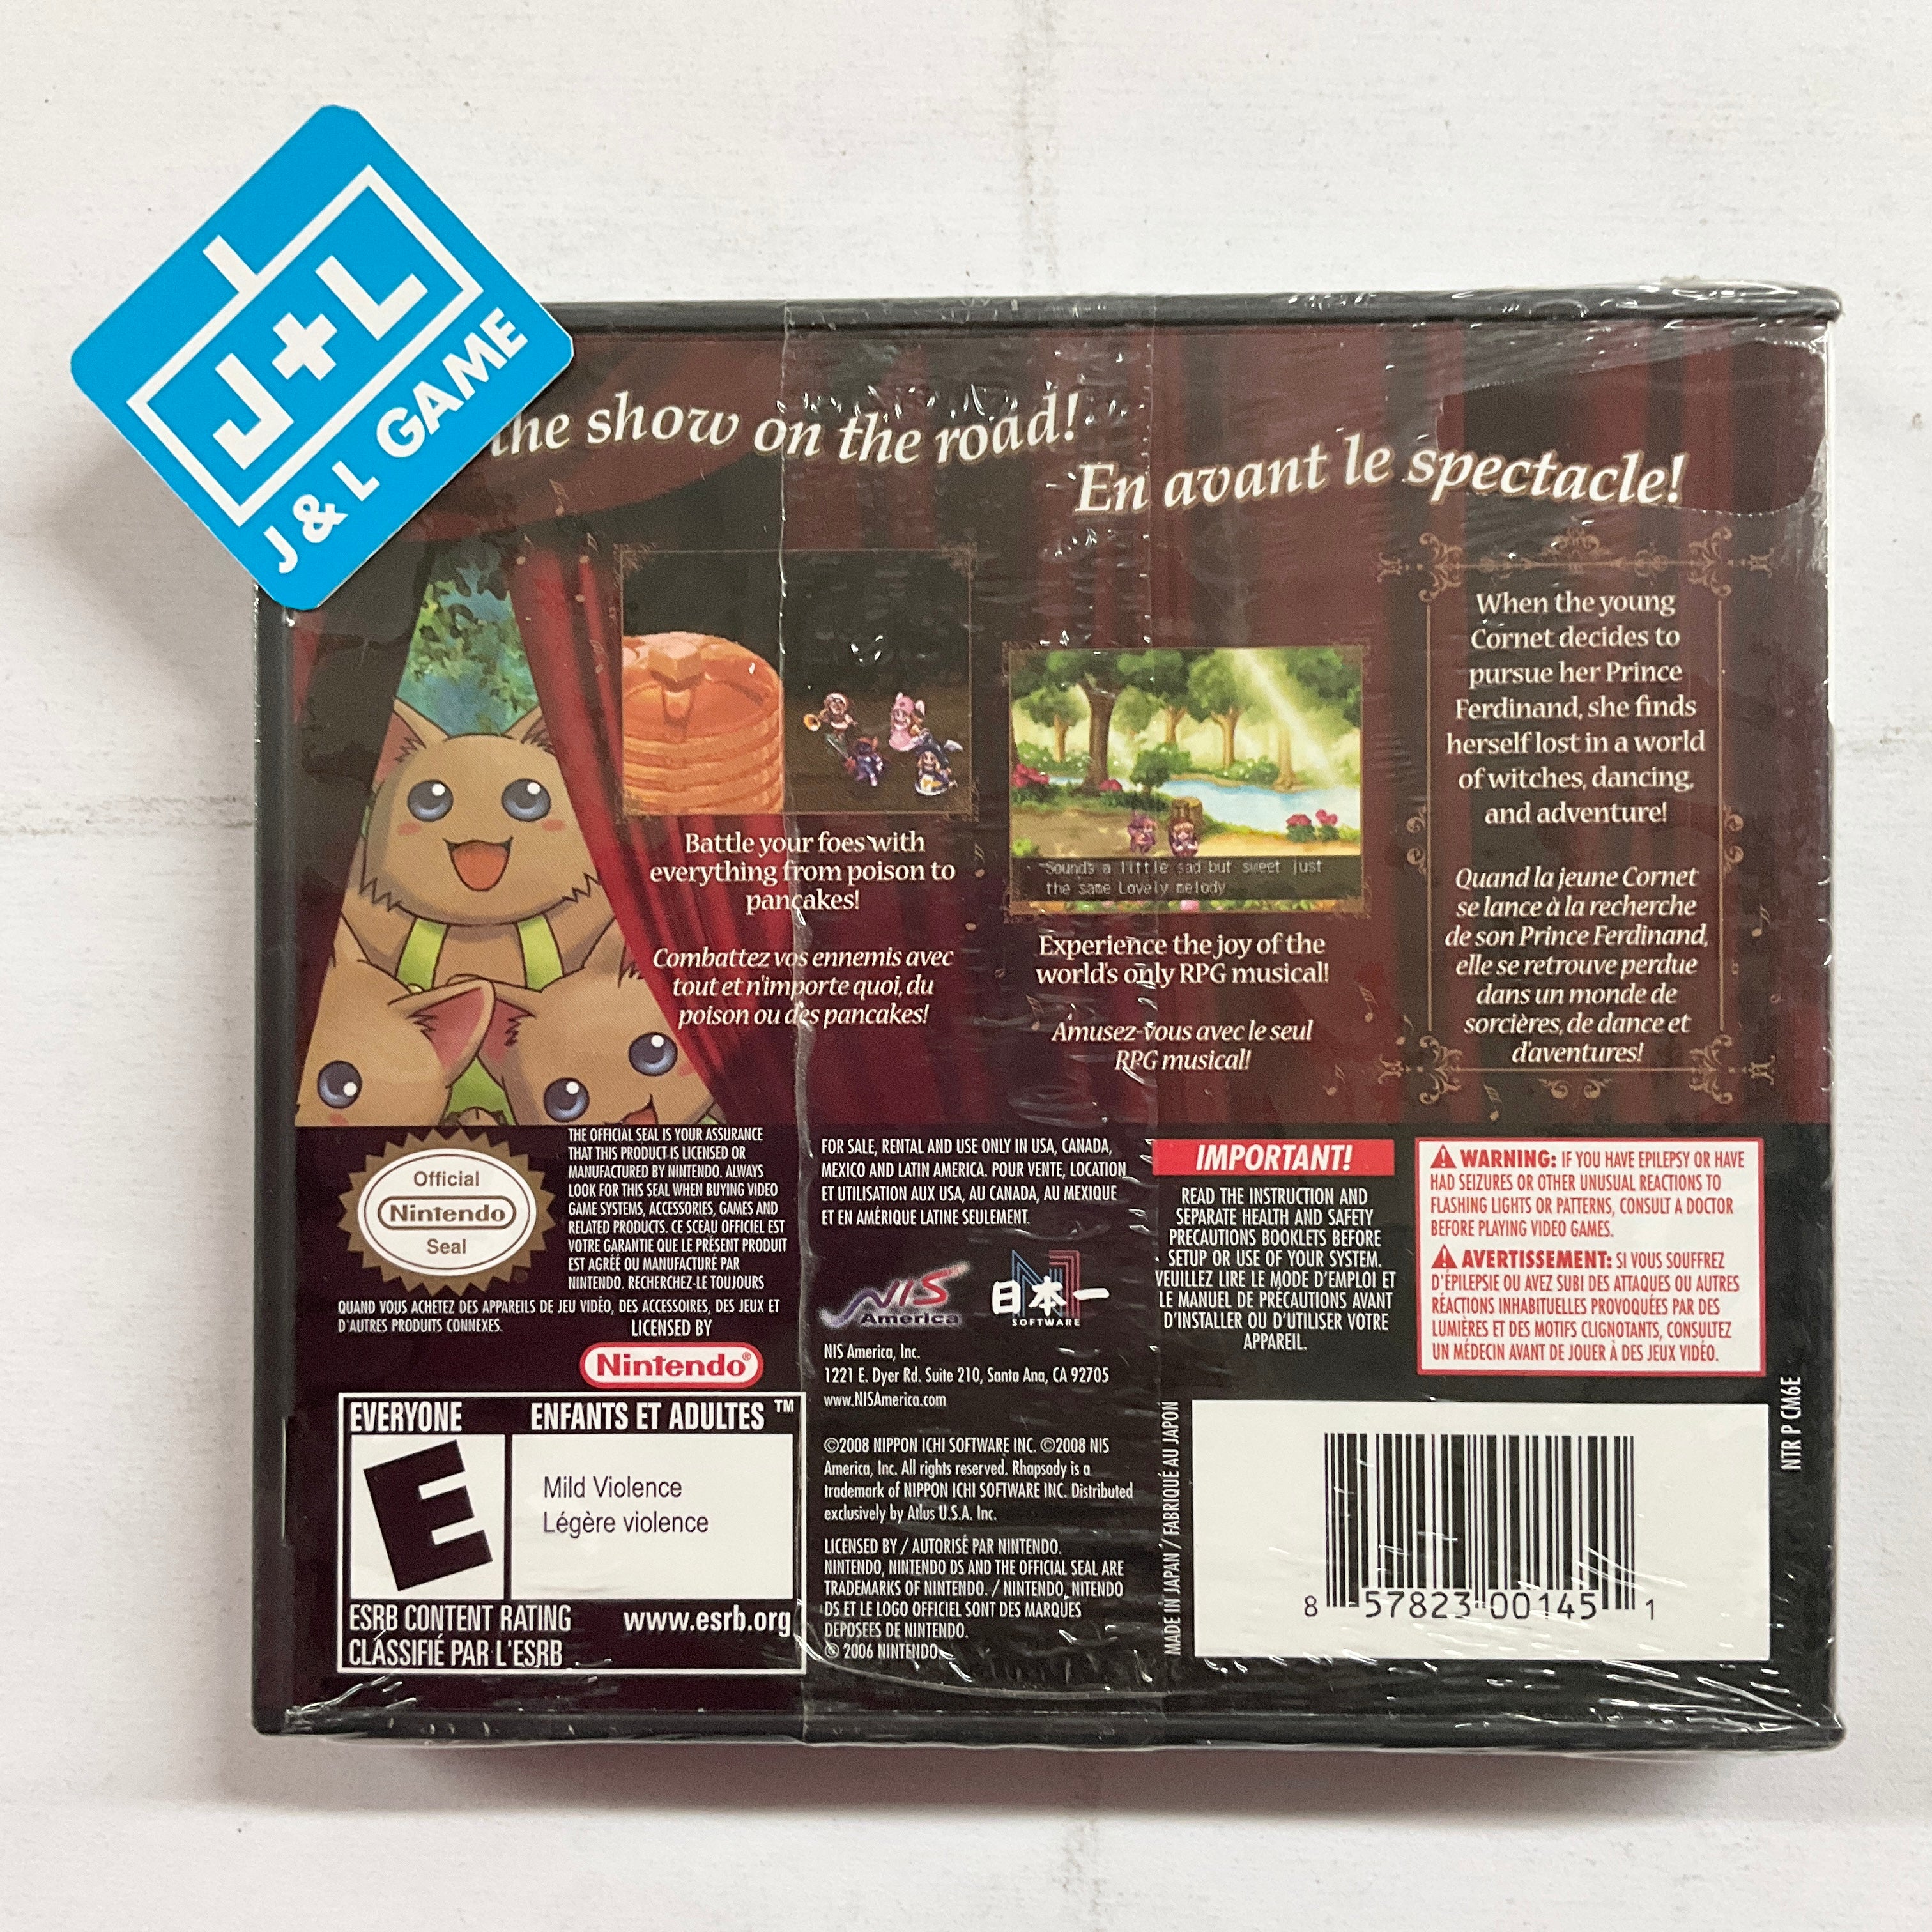 J+L
J & L GAME
the show on the road!
En avant le spectacle!
Battle your foes with
everything from poison to
pancakes!
Combattez vos ennemis avec
tout et n'importe quoi, du
poison ou des pancakes!
Sounds a little sad but sweet just
the same Lovely melody
Experience the joy of the
world's only RPG musical!
Amusez-vous avec le seul
RPG musical!
When the young
Cornet decides to
pursue her Prince
Ferdinand, she finds
herself lost in a world
of witches, dancing,
and adventure!
Quand la jeune Cornet
se lance à la recherche
de son Prince Ferdinand,
elle se retrouve perdue
dans un monde de
sorcières, de dance et
d'aventures!
Official
Nintendo
Seal
THE OFFICIAL SEAL IS YOUR ASSURANCE
THAT THIS PRODUCT IS LICENSED OR
MANUFACTURED BY NINTENDO. ALWAYS
LOOK FOR THIS SEAL WHEN BUYING VIDEO
GAME SYSTEMS, ACCESSORIES, GAMES AND
RELATED PRODUCTS. CE SCEAU OFFICIEL EST
VOTRE GARANTIE QUE LE PRÉSENT PRODUIT
EST AGRÉÉ OU MANUFACTURÉ PAR
NINTENDO. RECHERCHEZ-LE TOUJOURS
QUAND VOUS ACHETEZ DES APPAREILS DE JEU VIDÉO, DES ACCESSOIRES, DES JEUX ET
D'AUTRES PRODUITS CONNEXES.
LICENSED BY
Nintendo®
EVERYONE ENFANTS ET ADULTES ™
E
Mild Violence
Légère violence
ESRB CONTENT RATING www.esrb.org
CLASSIFIÉ PAR L'ESRB
FOR SALE, RENTAL AND USE ONLY IN USA, CANADA,
MEXICO AND LATIN AMERICA. POUR VENTE, LOCATION
ET UTILISATION AUX USA, AU CANADA, AU MEXIQUE
ET EN AMÉRIQUE LATINE SEULEMENT.
NIS
America
日本一
SOFTWARE
NIS America, Inc.
1221 E. Dyer Rd. Suite 210, Santa Ana, CA 92705
www.NISAmerica.com
©2008 NIPPON ICHI SOFTWARE INC. ©2008 NIS
America, Inc. All rights reserved. Rhapsody is a
trademark of NIPPON ICHI SOFTWARE INC. Distributed
exclusively by Atlus U.S.A. Inc.
LICENSED BY / AUTORISÉ PAR NINTENDO.
NINTENDO, NINTENDO DS AND THE OFFICIAL SEAL ARE
TRADEMARKS OF NINTENDO. / NINTENDO, NITENDO
DS ET LE LOGO OFFICIEL SONT DES MARQUES
DEPOSEES DE NINTENDO.
© 2006 NINTENDO.
IMPORTANT!
READ THE INSTRUCTION AND
SEPARATE HEALTH AND SAFETY
PRECAUTIONS BOOKLETS BEFORE
SETUP OR USE OF YOUR SYSTEM.
VEUILLEZ LIRE LE MODE D'EMPLOI ET
LE MANUEL DE PRÉCAUTIONS AVANT
D'INSTALLER OU D'UTILISER VOTRE
APPAREIL.
WARNING: IF YOU HAVE EPILEPSY OR HAVE
HAD SEIZURES OR OTHER UNUSUAL REACTIONS TO
FLASHING LIGHTS OR PATTERNS, CONSULT A DOCTOR
BEFORE PLAYING VIDEO GAMES.
AVERTISSEMENT: SI VOUS SOUFFREZ
D'ÉPILEPSIE OU AVEZ SUBI DES ATTAQUES OU AUTRES
RÉACTIONS INHABITUELLES PROVOQUÉES PAR DES
LUMIÈRES ET DES MOTIFS CLIGNOTANTS, CONSULTEZ
UN MÉDECIN AVANT DE JOUER À DES JEUX VIDÉO.
MADE IN JAPAN / FABRIQUÉ AU JAPON
8 57823 00145 1
NTR P CM6E